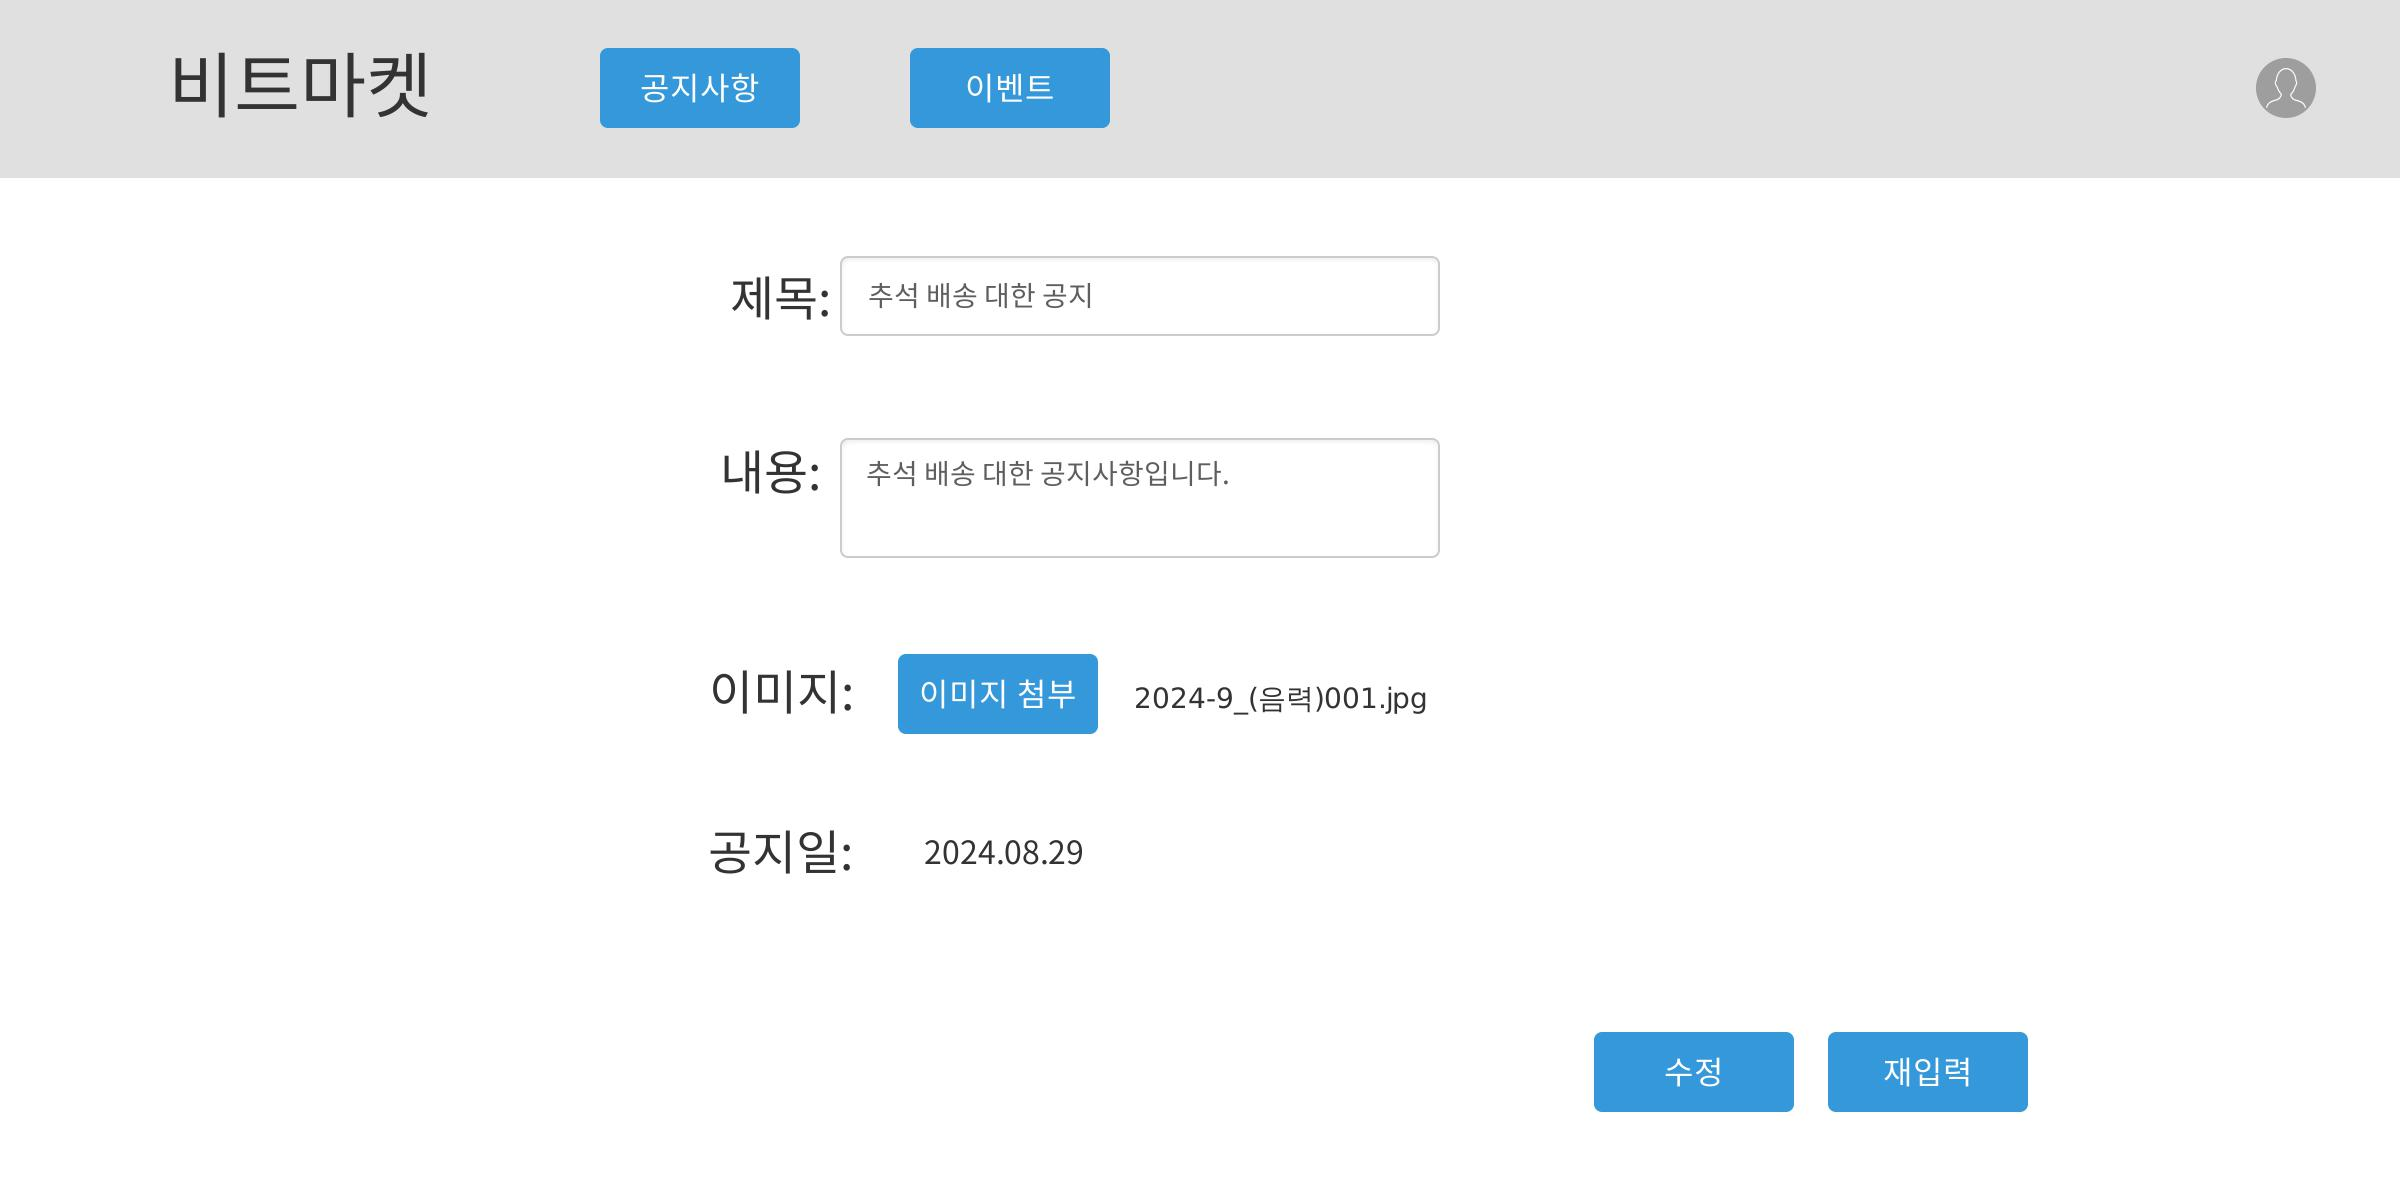 비트마켓 공지사항 이벤트
제목: 추석 배송 대한 공지
내용: 추석 배송 대한 공지사항입니다.
이미지: 이미지 첨부 2024-9_(음력)001.jpg
공지일: 2024.08.29
수정 재입력